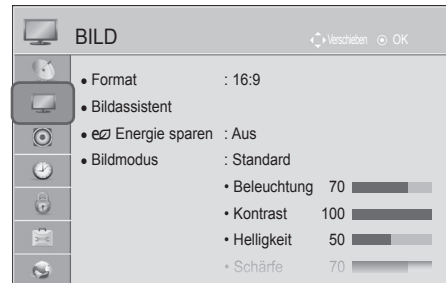 BILD
Verschieben OK
• Format : 16:9
• Bildassistent
• Energie sparen : Aus
• Bildmodus : Standard
• Beleuchtung 70
• Kontrast 100
• Helligkeit 50
• Schärfe 70